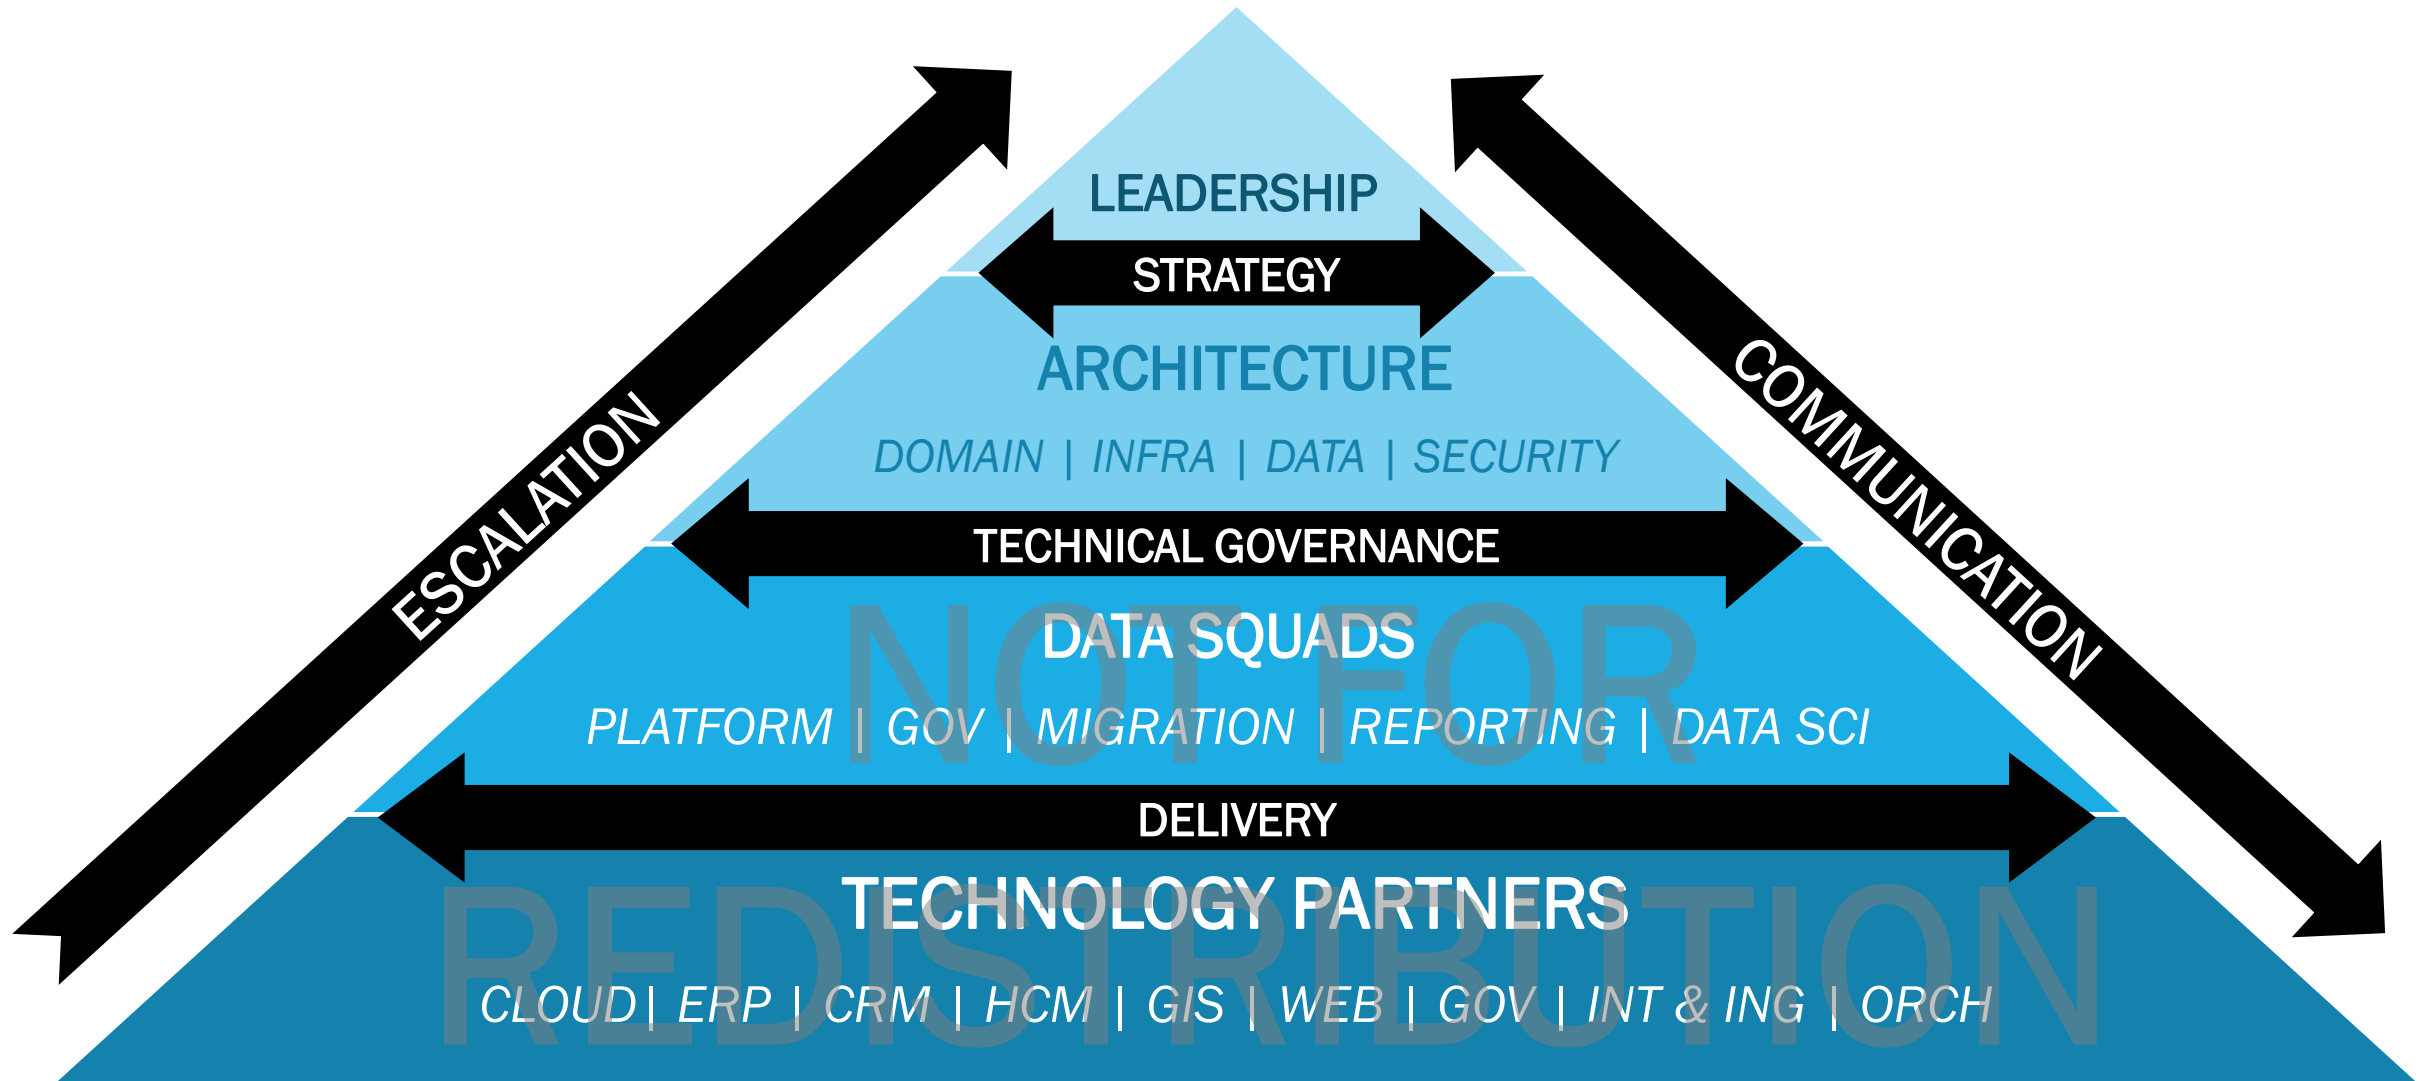 LEADERSHIP
STRATEGY
ARCHITECTURE
DOMAIN | INFRA | DATA | SECURITY
TECHNICAL GOVERNANCE
DATA SQUADS
PLATFORM | GOV | MIGRATION | REPORTING | DATA SCI
DELIVERY
TECHNOLOGY PARTNERS
CLOUD | ERP | CRM | HCM | GIS | WEB | GOV | INT & ING | ORCH
ESCALATION
COMMUNICATION
NOT FOR
REDISTRIBUTION